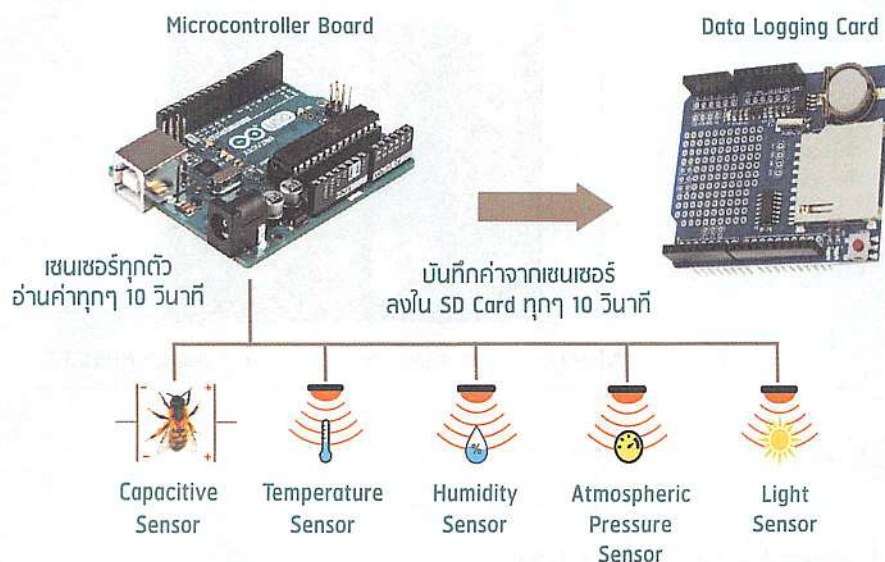 Microcontroller Board
Data Logging Card
เซนเซอร์ทุกตัว
อ่านค่าทุกๆ 10 วินาที
บันทึกค่าจากเซนเซอร์
ลงใน SD Card ทุกๆ 10 วินาที
Capacitive
Sensor
Temperature
Sensor
Humidity
Sensor
Atmospheric
Pressure
Sensor
Light
Sensor